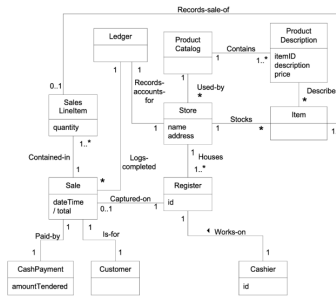 Records-sale-of
Ledger
Product
Catalog
Product
Description
itemID
description
price
1
Contains
1..*
1
1
1
1
Records-
accounts-
for
Used-by
*
1
Describes
*
0..1
Sales
LineItem
quantity
1
Store
name
address
1
Stocks
*
Item
1
1..*
Contained-in
Logs-
completed
1
Houses
1..*
1
*
Sale
dateTime
/ total
0..1
Captured-on
1
Register
id
1
1
Paid-by
Is-for
1
Works-on
1
1
1
CashPayment
amountTendered
Customer
Cashier
id